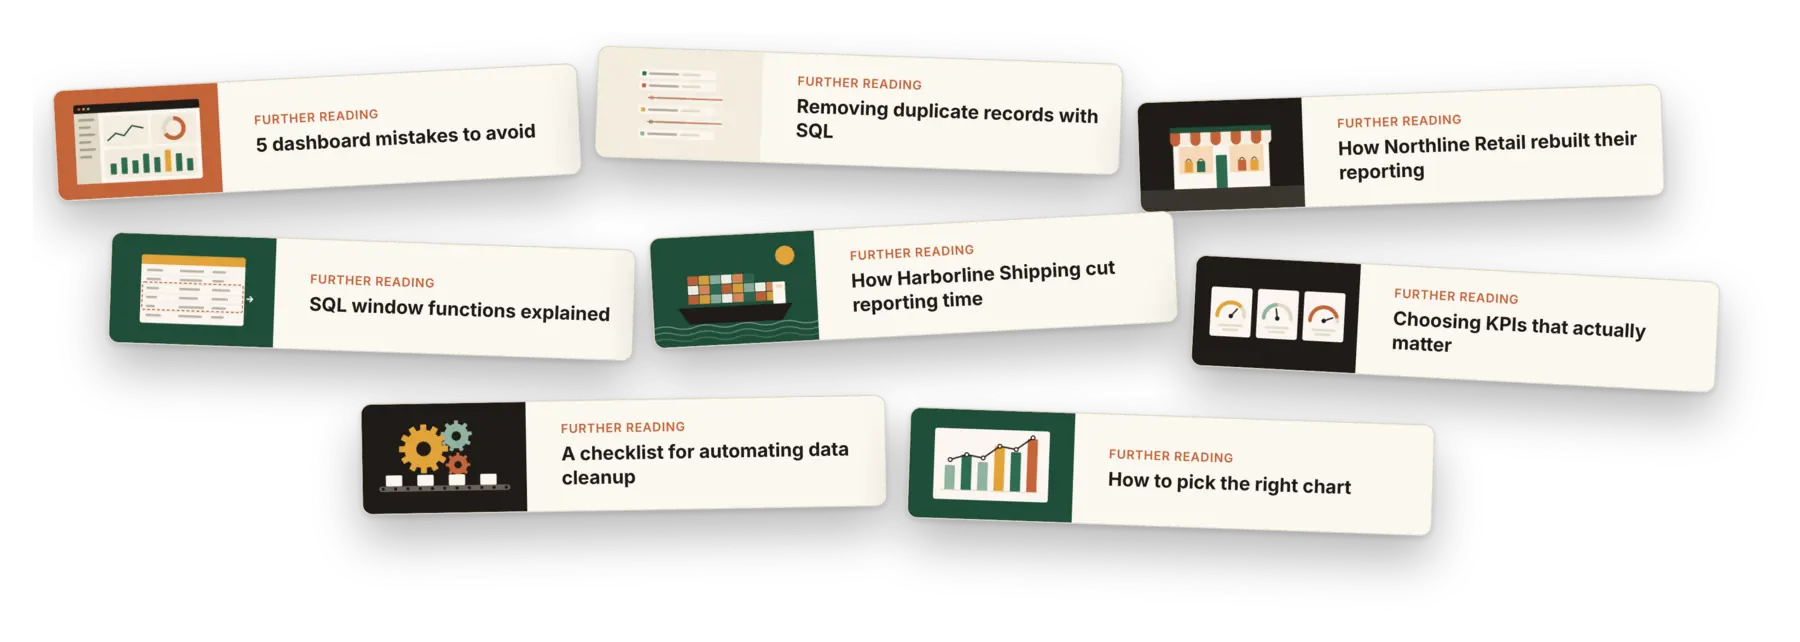 FURTHER READING
5 dashboard mistakes to avoid
FURTHER READING
Removing duplicate records with
SQL
FURTHER READING
How Northline Retail rebuilt their
reporting
FURTHER READING
SQL window functions explained
FURTHER READING
How Harborline Shipping cut
reporting time
FURTHER READING
Choosing KPIs that actually
matter
FURTHER READING
A checklist for automating data
cleanup
FURTHER READING
How to pick the right chart